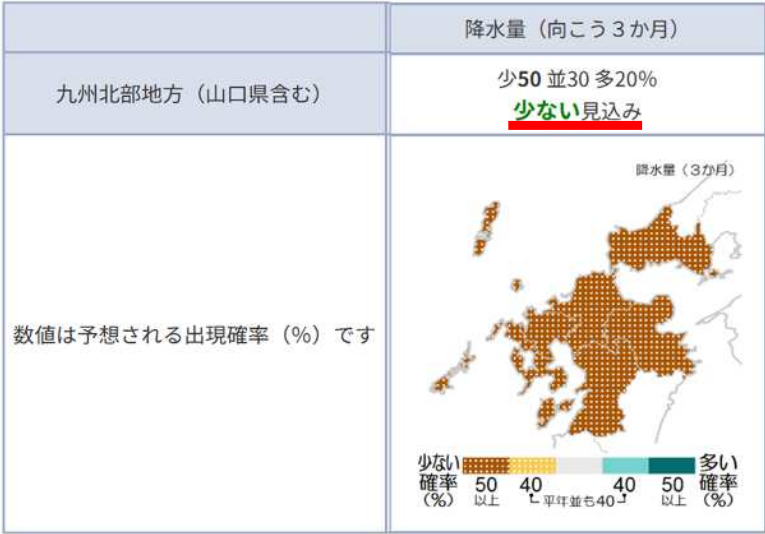 降水量（向こう３か月）
九州北部地方（山口県含む）
少50 並30 多20%
少ない見込み
数値は予想される出現確率（%）です
降水量（３か月）
少ない 多い
確率 50 40 40 50 確率
（%） 以上 平年並も40 以上 （%）